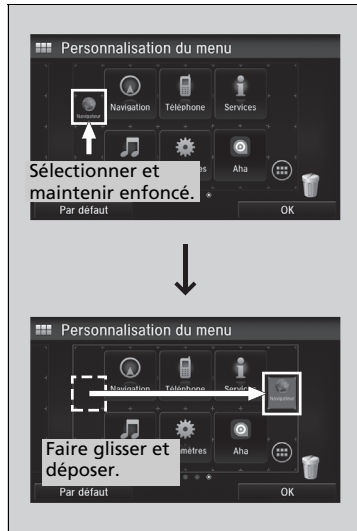 Personnalisation du menu
Navigation Téléphone Services
Navigateur
Aha
Sélectionner et
maintenir enfoncé.
Par défaut OK
Personnalisation du menu
Navigation Téléphone
Navigateur
Aha
Faire glisser et
déposer.
Par défaut OK